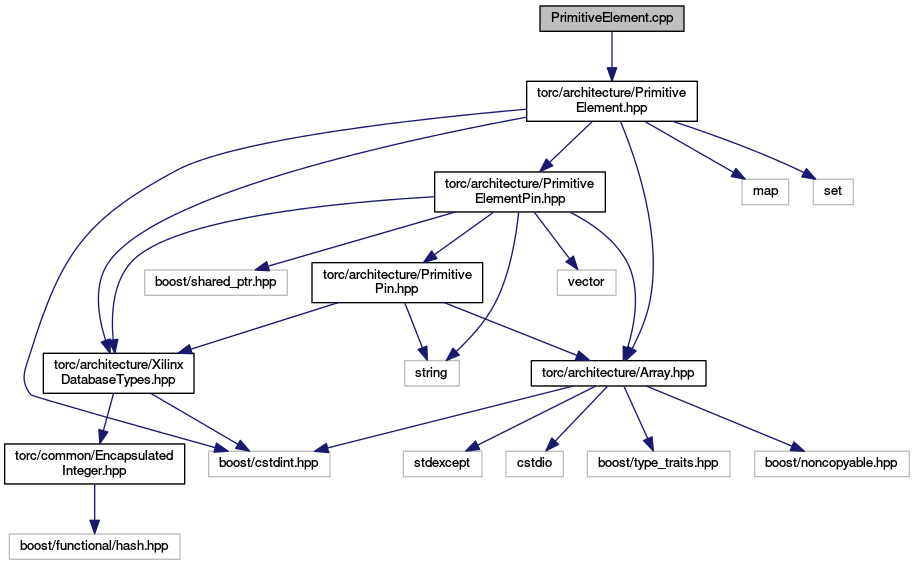 PrimitiveElement.cpp
torc/architecture/Primitive
Element.hpp
torc/architecture/Primitive
ElementPin.hpp
map
set
boost/shared_ptr.hpp
torc/architecture/Primitive
Pin.hpp
vector
torc/architecture/Xilinx
DatabaseTypes.hpp
string
torc/architecture/Array.hpp
torc/common/Encapsulated
Integer.hpp
boost/cstdint.hpp
stdexcept
cstdio
boost/type_traits.hpp
boost/noncopyable.hpp
boost/functional/hash.hpp